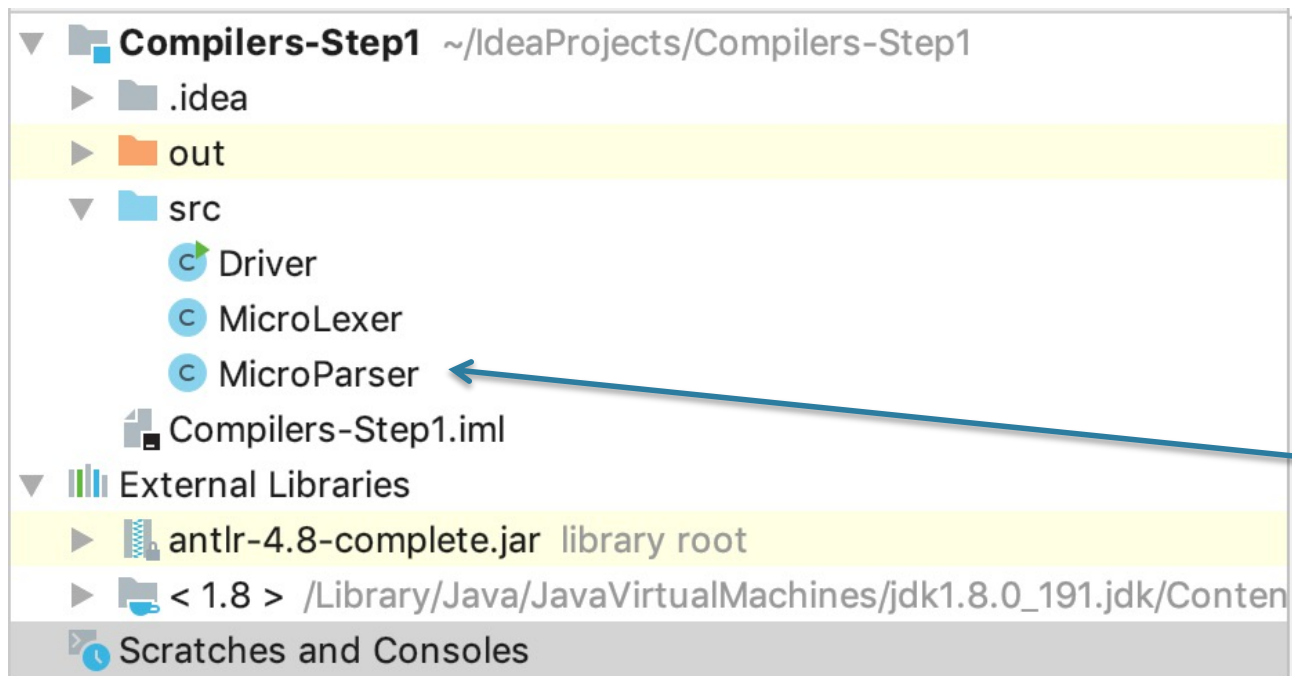 Compilers-Step1 ~/IdeaProjects/Compilers-Step1
.idea
out
src
C Driver
C MicroLexer
C MicroParser
Compilers-Step1.iml
External Libraries
antlr-4.8-complete.jar library root
< 1.8 > /Library/Java/JavaVirtualMachines/jdk1.8.0_191.jdk/Conten
Scratches and Consoles